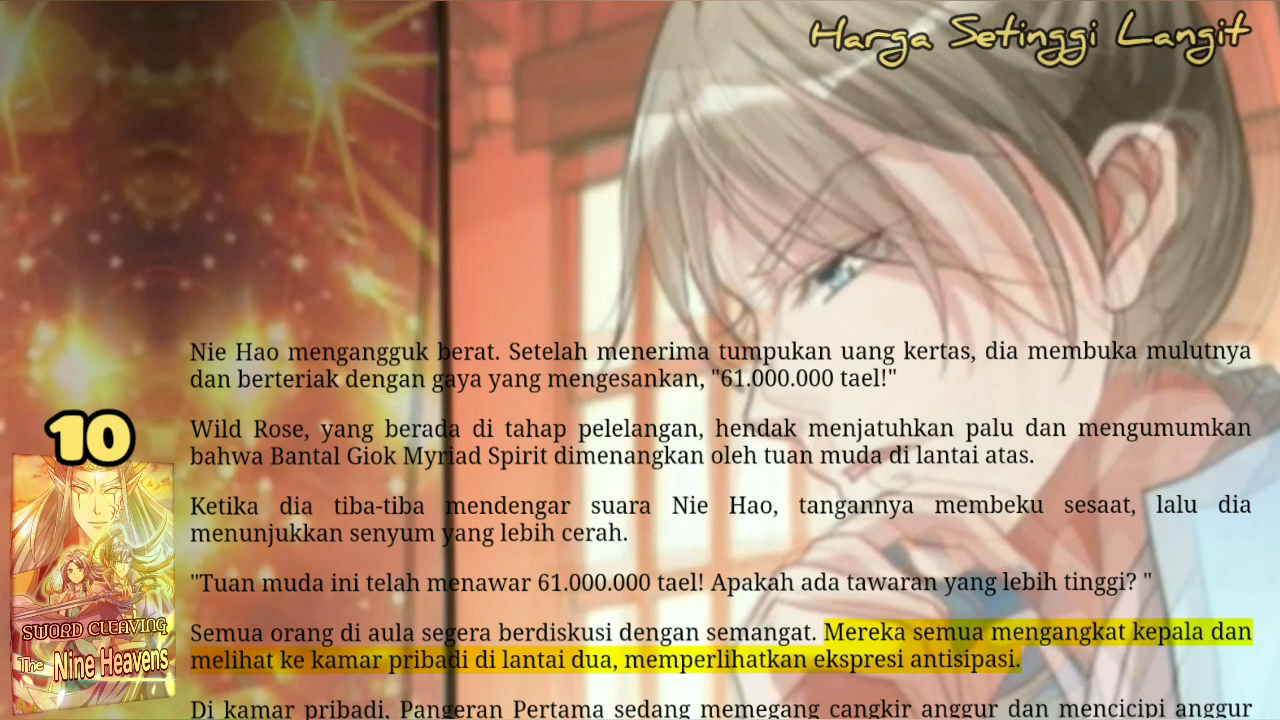 Harga Setinggi Langit
Nie Hao mengangguk berat. Setelah menerima tumpukan uang kertas, dia membuka mulutnya
dan berteriak dengan gaya yang mengesankan, "61.000.000 tael!"
Wild Rose, yang berada di tahap pelelangan, hendak menjatuhkan palu dan mengumumkan
bahwa Bantal Giok Myriad Spirit dimenangkan oleh tuan muda di lantai atas.
Ketika dia tiba-tiba mendengar suara Nie Hao, tangannya membeku sesaat, lalu dia
menunjukkan senyum yang lebih cerah.
"Tuan muda ini telah menawar 61.000.000 tael! Apakah ada tawaran yang lebih tinggi? "
Semua orang di aula segera berdiskusi dengan semangat. Mereka semua mengangkat kepala dan
melihat ke kamar pribadi di lantai dua, memperlihatkan ekspresi antisipasi.
Di kamar pribadi, Pangeran Pertama sedang memegang cangkir anggur dan mencicipi anggur
10
SWORD CLEAVING
The Nine Heavens